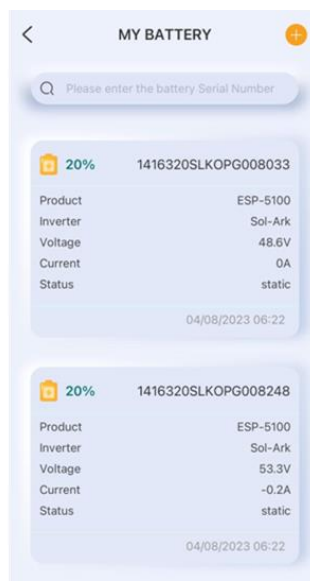 MY BATTERY
Please enter the battery Serial Number
20% 1416320SLKOPG008033
Product ESP-5100
Inverter Sol-Ark
Voltage 48.6V
Current 0A
Status static
04/08/2023 06:22
20% 1416320SLKOPG008248
Product ESP-5100
Inverter Sol-Ark
Voltage 53.3V
Current -0.2A
Status static
04/08/2023 06:22